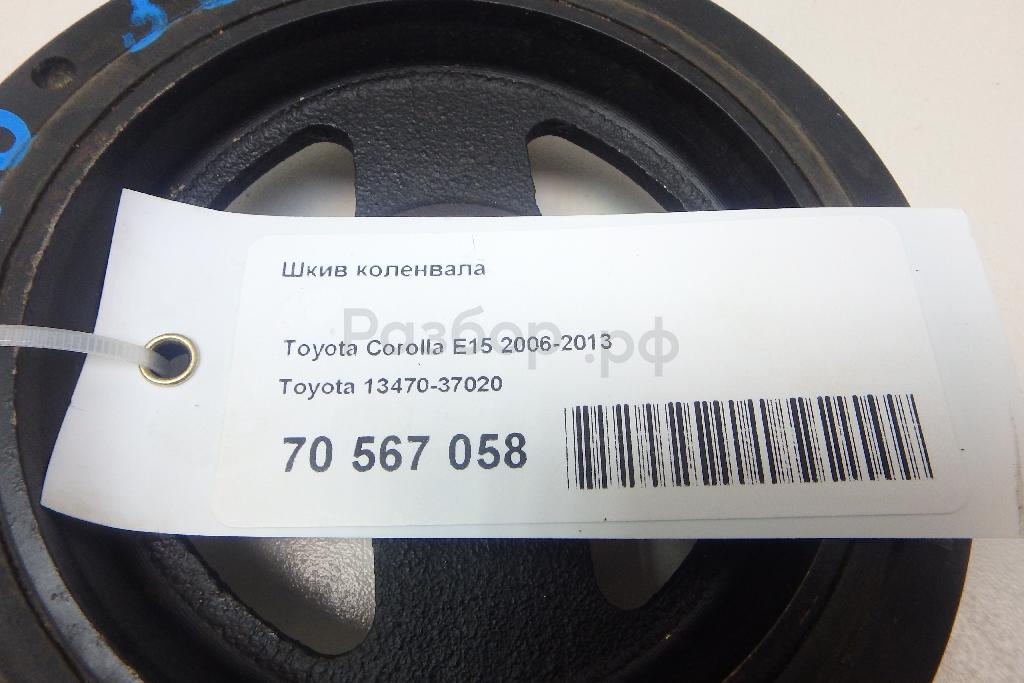 Шкив коленвала
Разбор.рф
Toyota Corolla E15 2006-2013
Toyota 13470-37020
70 567 058